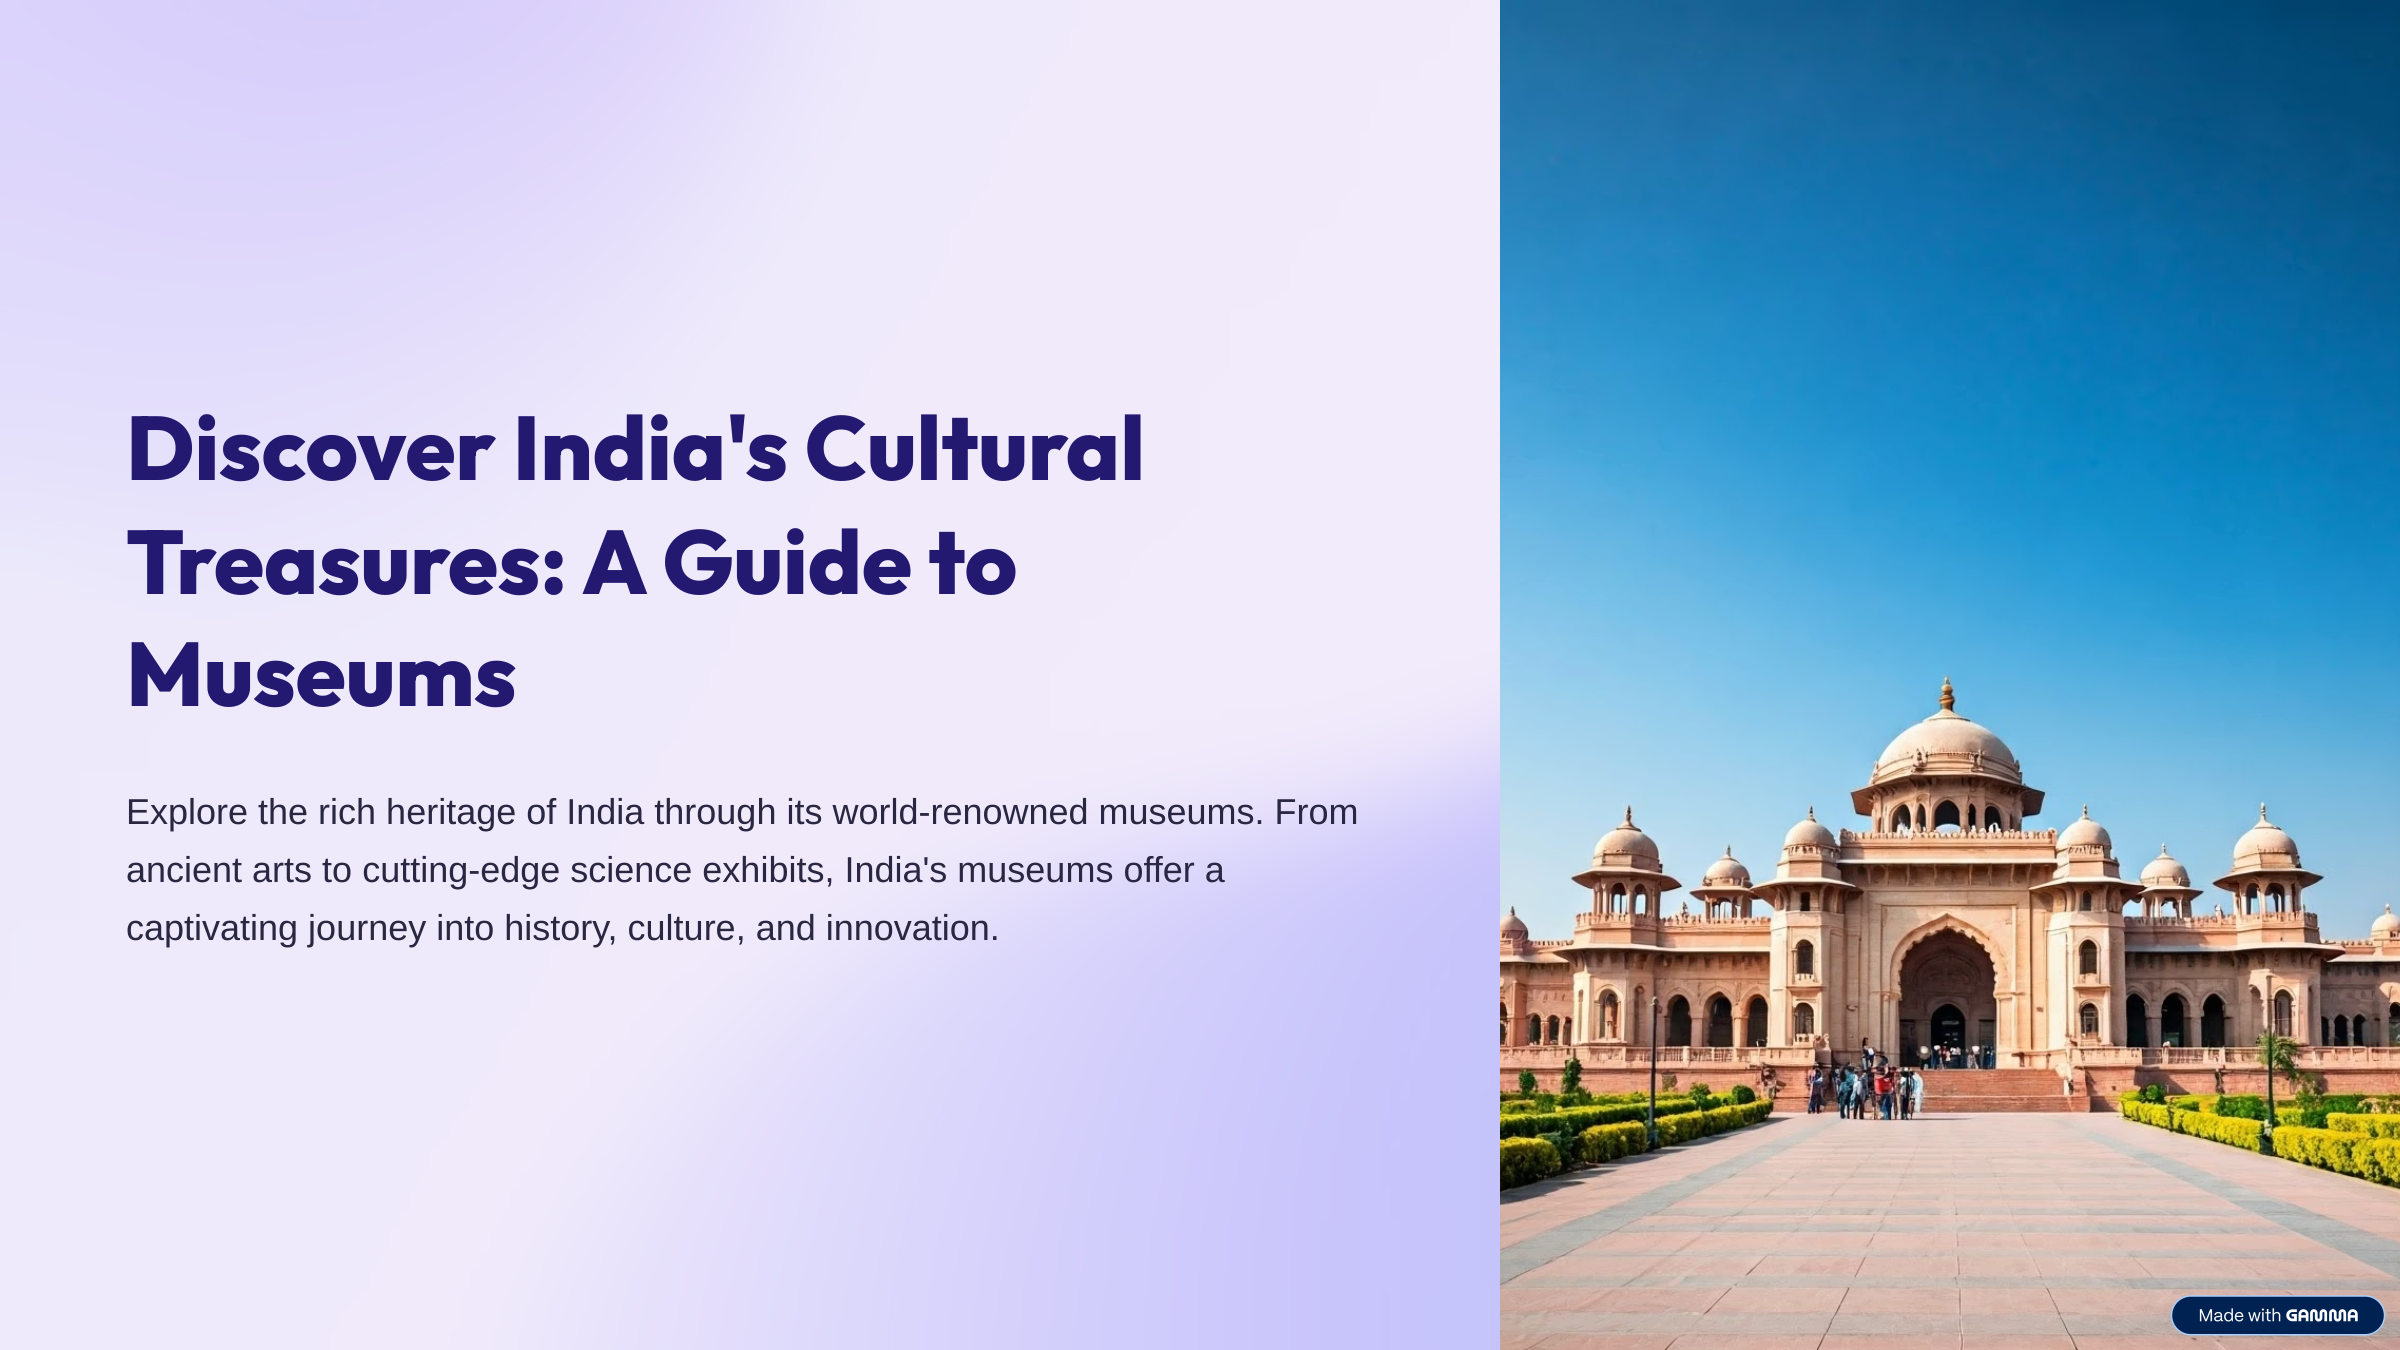 Discover India's Cultural
Treasures: A Guide to
Museums
Explore the rich heritage of India through its world-renowned museums. From
ancient arts to cutting-edge science exhibits, India's museums offer a
captivating journey into history, culture, and innovation.
Made with GAMMA